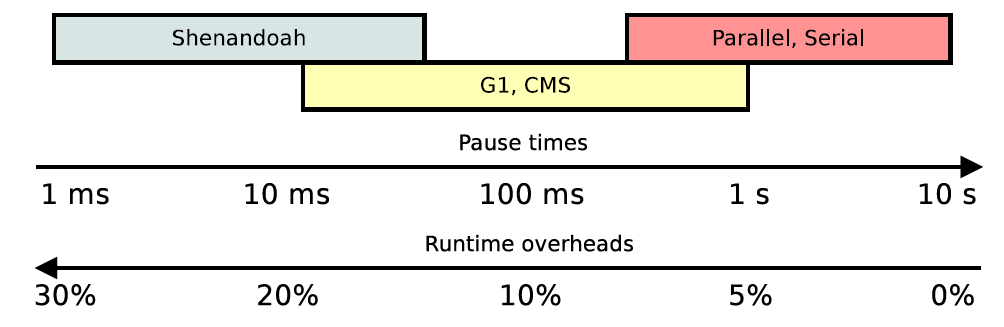 Shenandoah
Parallel, Serial
G1, CMS
Pause times
1 ms 10 ms 100 ms 1 s 10 s
Runtime overheads
30% 20% 10% 5% 0%